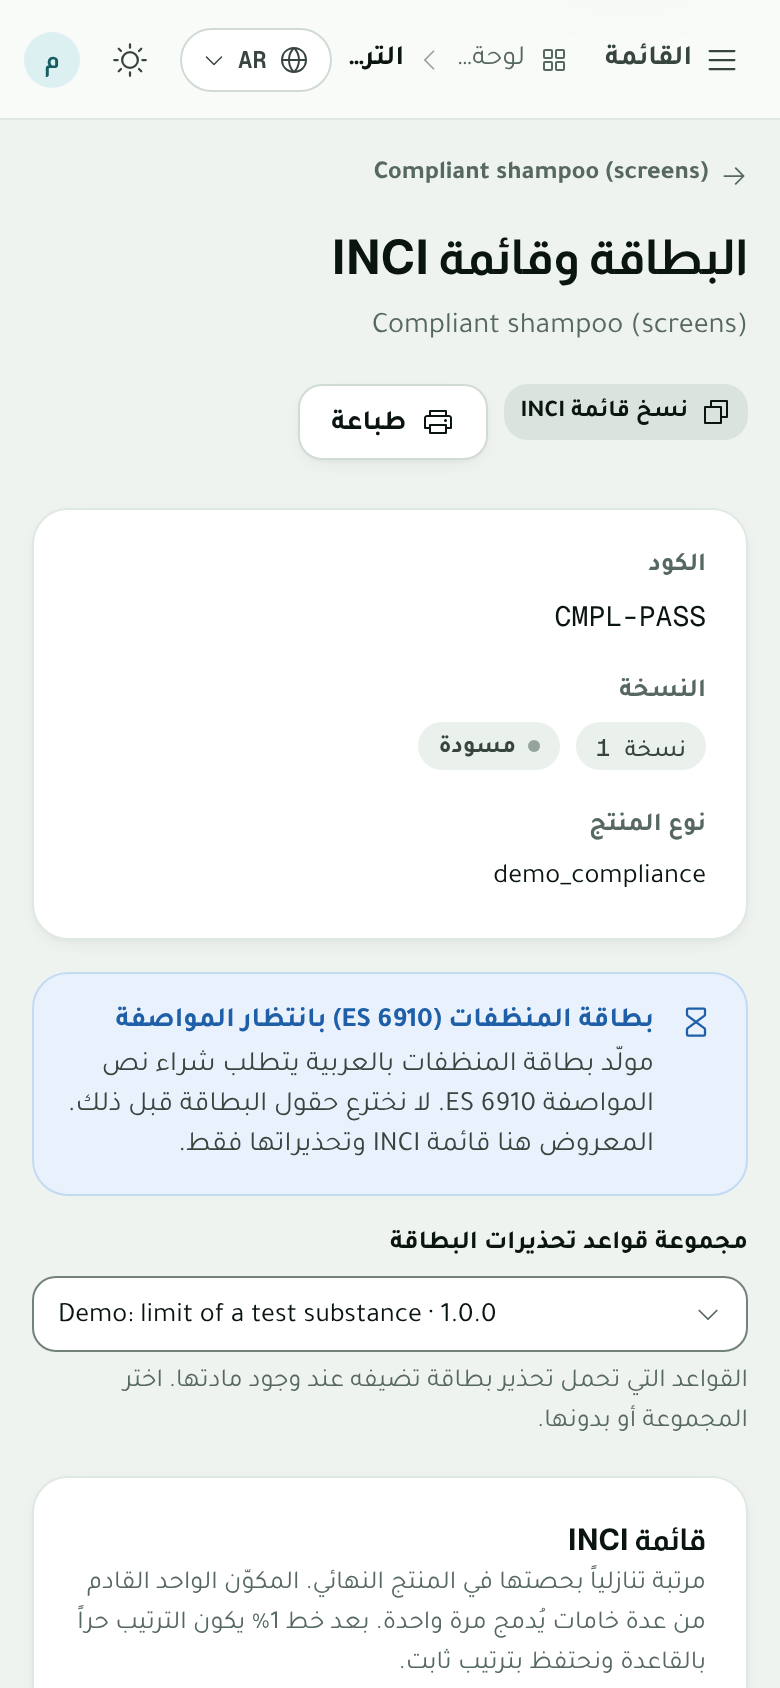 القائمة
لوحة...
التر...
AR
م
Compliant shampoo (screens)
البطاقة وقائمة INCI
Compliant shampoo (screens)
نسخ قائمة INCI
طباعة
الكود
CMPL-PASS
النسخة
نسخة 1
مسودة
نوع المنتج
demo_compliance
بطاقة المنظفات (ES 6910) بانتظار المواصفة
مولّد بطاقة المنظفات بالعربية يتطلب شراء نص
المواصفة ES 6910. لا نخترع حقول البطاقة قبل ذلك.
المعروض هنا قائمة INCI وتحذيراتها فقط.
مجموعة قواعد تحذيرات البطاقة
Demo: limit of a test substance · 1.0.0
القواعد التي تحمل تحذير بطاقة تضيفه عند وجود مادتها. اختر
المجموعة أو بدونها.
قائمة INCI
مرتبة تنازلياً بحصتها في المنتج النهائي. المكوّن الواحد القادم
من عدة خامات يُدمج مرة واحدة. بعد خط 1% يكون الترتيب حراً
بالقاعدة ونحتفظ بترتيب ثابت.